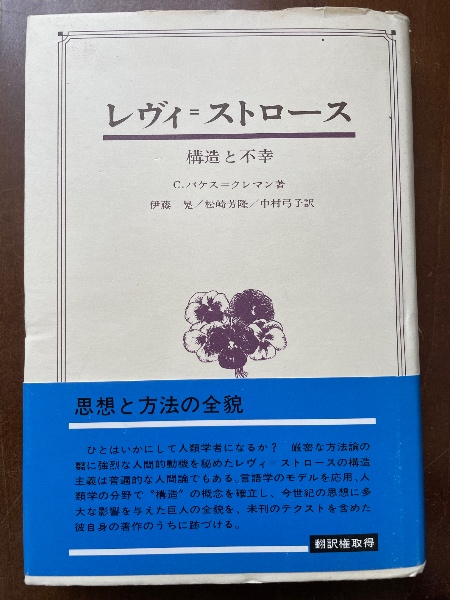 レヴィ=ストロース
構造と不幸
C.バケス=クレマン著
伊藤 晃/松崎芳隆/中村弓子訳
思想と方法の全貌
ひとはいかにして人類学者になるか? 厳密な方法論の
翳に強烈な人間的動機を秘めたレヴィ=ストロースの構造
主義は普遍的な人間論でもある。言語学のモデルを応用、人
類学の分野で〝構造〟の概念を確立し、今世紀の思想に多
大な影響を与えた巨人の全貌を、未刊のテクストを含めた
彼自身の著作のうちに跡づける。
翻訳権取得